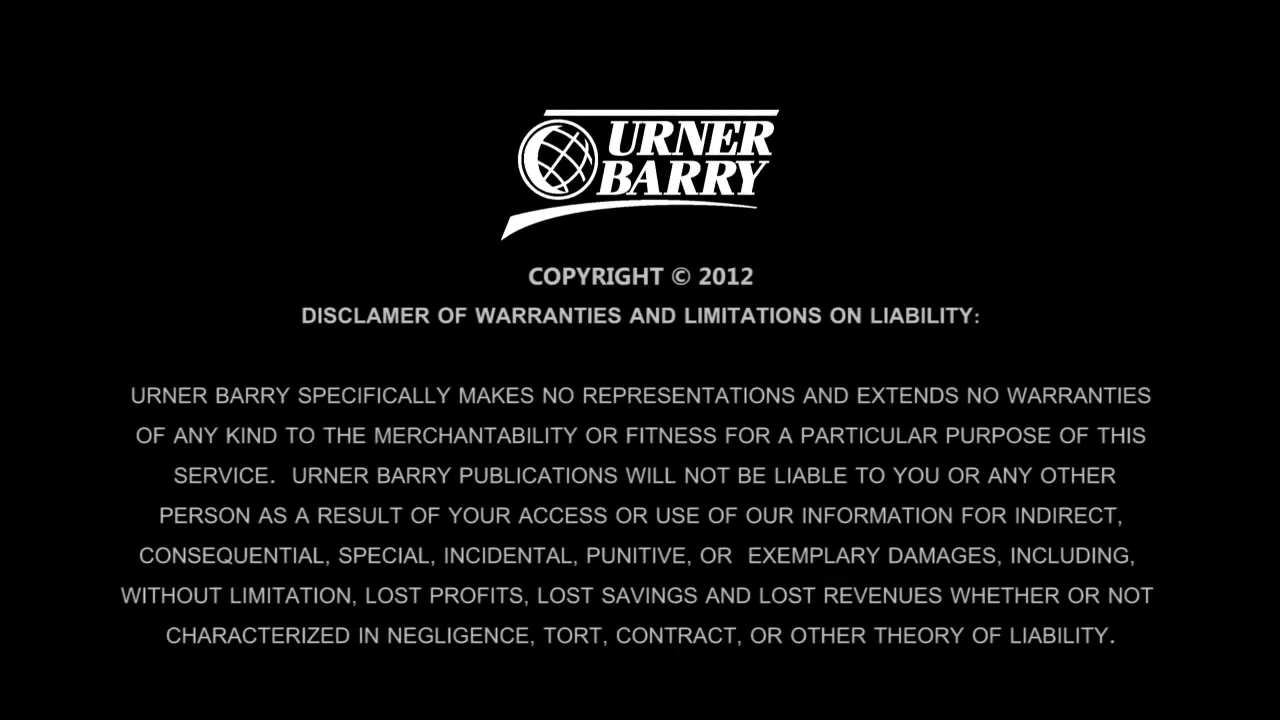 URNER
BARRY
COPYRIGHT © 2012
DISCLAMER OF WARRANTIES AND LIMITATIONS ON LIABILITY:
URNER BARRY SPECIFICALLY MAKES NO REPRESENTATIONS AND EXTENDS NO WARRANTIES
OF ANY KIND TO THE MERCHANTABILITY OR FITNESS FOR A PARTICULAR PURPOSE OF THIS
SERVICE.  URNER BARRY PUBLICATIONS WILL NOT BE LIABLE TO YOU OR ANY OTHER
PERSON AS A RESULT OF YOUR ACCESS OR USE OF OUR INFORMATION FOR INDIRECT,
CONSEQUENTIAL, SPECIAL, INCIDENTAL, PUNITIVE, OR  EXEMPLARY DAMAGES, INCLUDING,
WITHOUT LIMITATION, LOST PROFITS, LOST SAVINGS AND LOST REVENUES WHETHER OR NOT
CHARACTERIZED IN NEGLIGENCE, TORT, CONTRACT, OR OTHER THEORY OF LIABILITY.